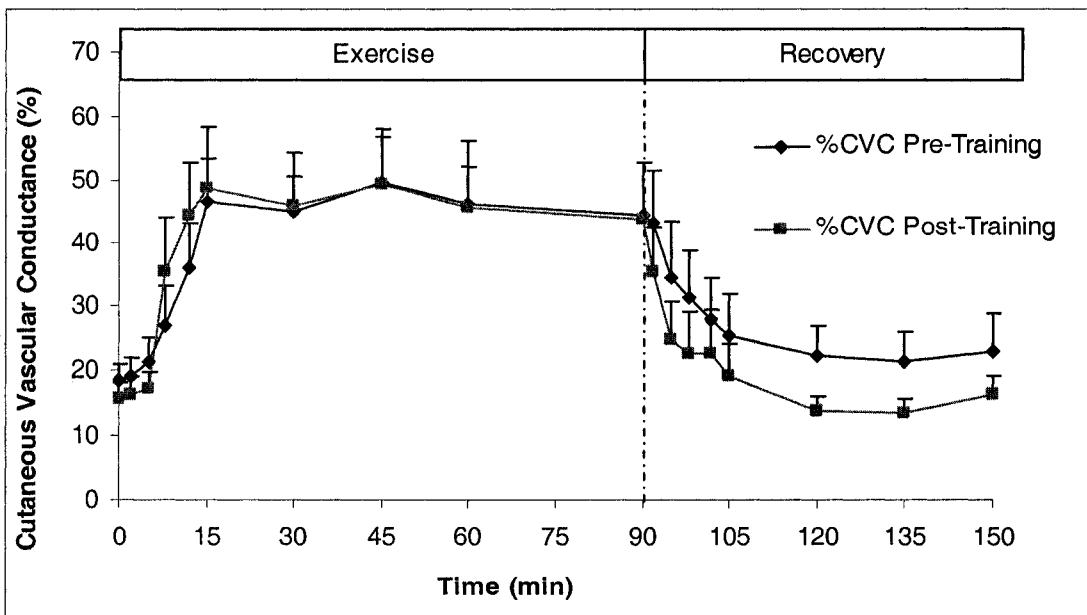 Exercise
Recovery
Cutaneous Vascular Conductance (%)
70
60
50
40
30
20
10
0
%CVC Pre-Training
%CVC Post-Training
0 15 30 45 60 75 90 105 120 135 150
Time (min)